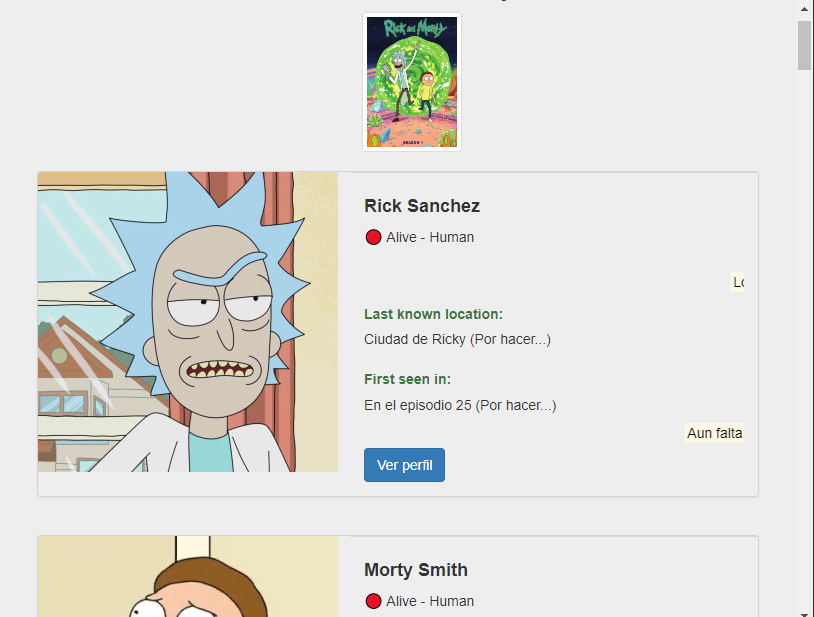 Rick and Morty
SEASON 1
Rick Sanchez
Alive - Human
Lo
Last known location:
Ciudad de Ricky (Por hacer...)
First seen in:
En el episodio 25 (Por hacer...)
Aun falta
Ver perfil
Morty Smith
Alive - Human